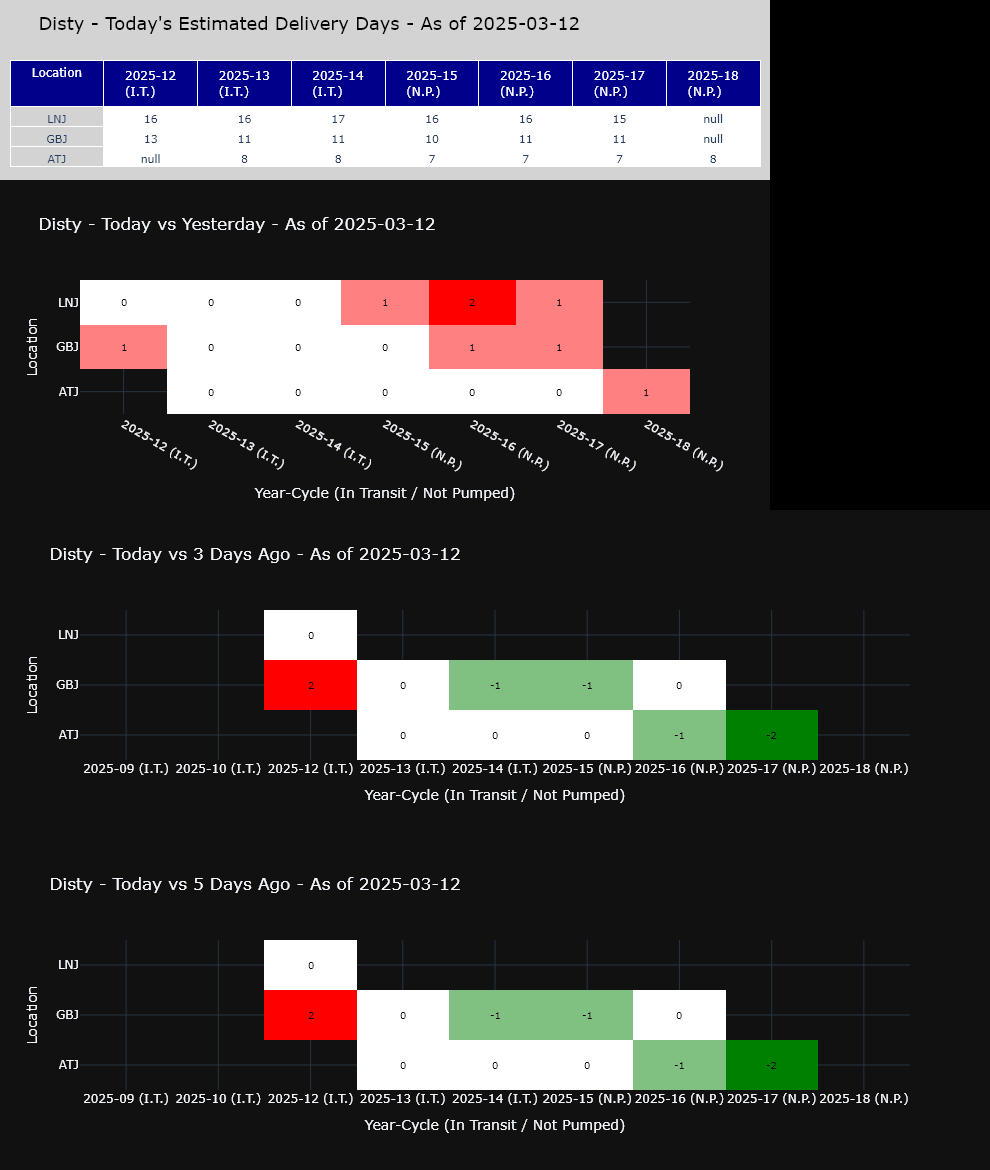 Disty - Today's Estimated Delivery Days - As of 2025-03-12
Location 2025-12 (I.T.) 2025-13 (I.T.) 2025-14 (I.T.) 2025-15 (N.P.) 2025-16 (N.P.) 2025-17 (N.P.) 2025-18 (N.P.)
LNJ 16 16 17 16 16 15 null
GBJ 13 11 11 10 11 11 null
ATJ null 8 8 7 7 7 8
Disty - Today vs Yesterday - As of 2025-03-12
Location
LNJ 0 0 0 1 2 1
GBJ 1 0 0 0 1 1
ATJ 0 0 0 0 0 1
2025-12 (I.T.) 2025-13 (I.T.) 2025-14 (I.T.) 2025-15 (N.P.) 2025-16 (N.P.) 2025-17 (N.P.) 2025-18 (N.P.)
Year-Cycle (In Transit / Not Pumped)
Disty - Today vs 3 Days Ago - As of 2025-03-12
Location
LNJ 0
GBJ 2 0 -1 -1 0
ATJ 0 0 0 -1 -2
2025-09 (I.T.) 2025-10 (I.T.) 2025-12 (I.T.) 2025-13 (I.T.) 2025-14 (I.T.) 2025-15 (N.P.) 2025-16 (N.P.) 2025-17 (N.P.) 2025-18 (N.P.)
Year-Cycle (In Transit / Not Pumped)
Disty - Today vs 5 Days Ago - As of 2025-03-12
Location
LNJ 0
GBJ 2 0 -1 -1 0
ATJ 0 0 0 -1 -2
2025-09 (I.T.) 2025-10 (I.T.) 2025-12 (I.T.) 2025-13 (I.T.) 2025-14 (I.T.) 2025-15 (N.P.) 2025-16 (N.P.) 2025-17 (N.P.) 2025-18 (N.P.)
Year-Cycle (In Transit / Not Pumped)